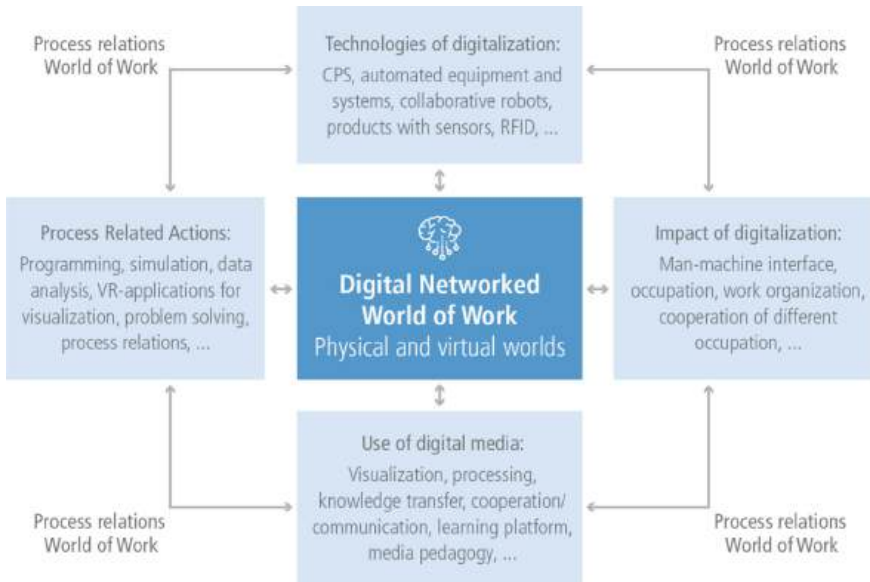 Process relations
World of Work
Technologies of digitalization:
CPS, automated equipment and
systems, collaborative robots,
products with sensors, RFID, ...
Process relations
World of Work
Process Related Actions:
Programming, simulation, data
analysis, VR-applications for
visualization, problem solving,
process relations, ...
Digital Networked
World of Work
Physical and virtual worlds
Impact of digitalization:
Man-machine interface,
occupation, work organization,
cooperation of different
occupation, ...
Process relations
World of Work
Use of digital media:
Visualization, processing,
knowledge transfer, cooperation/
communication, learning platform,
media pedagogy, ...
Process relations
World of Work